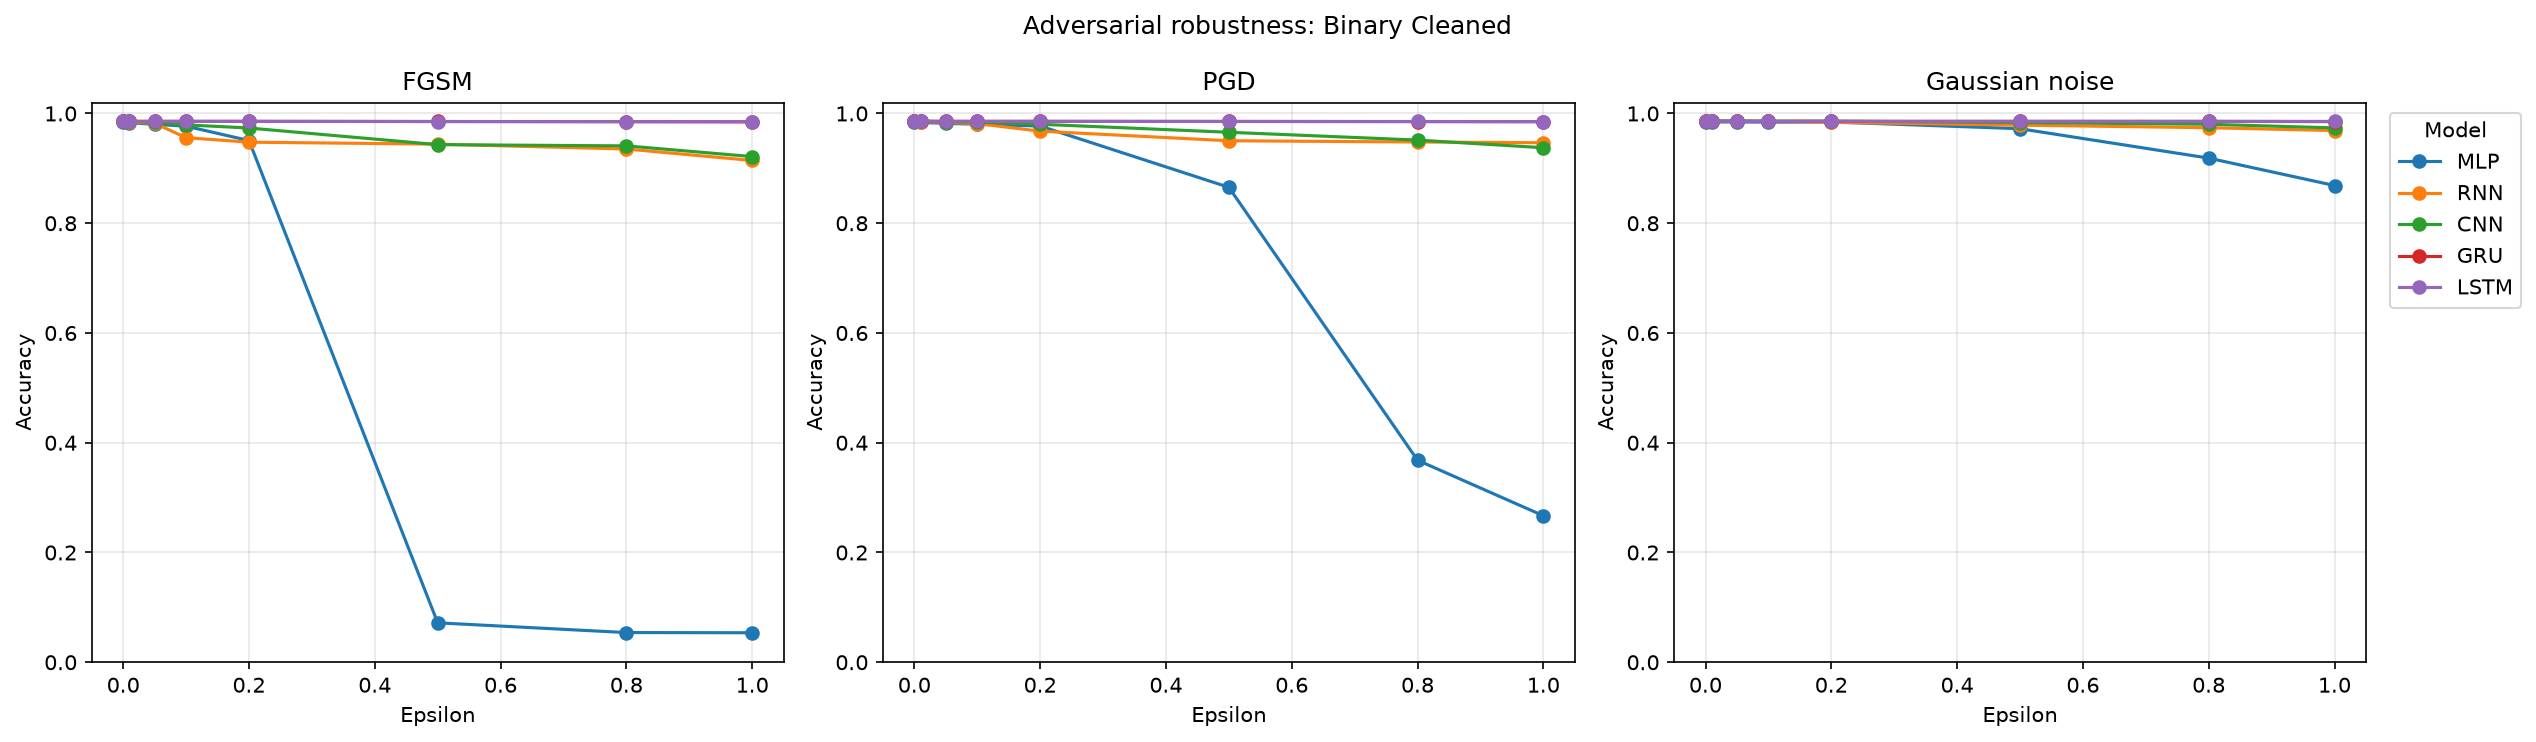 Adversarial robustness: Binary Cleaned
FGSM
1.0
0.8
0.6
0.4
0.2
0.0
Accuracy
0.0 0.2 0.4 0.6 0.8 1.0
Epsilon
PGD
1.0
0.8
0.6
0.4
0.2
0.0
Accuracy
0.0 0.2 0.4 0.6 0.8 1.0
Epsilon
Gaussian noise
1.0
0.8
0.6
0.4
0.2
0.0
Accuracy
0.0 0.2 0.4 0.6 0.8 1.0
Epsilon
Model
MLP
RNN
CNN
GRU
LSTM